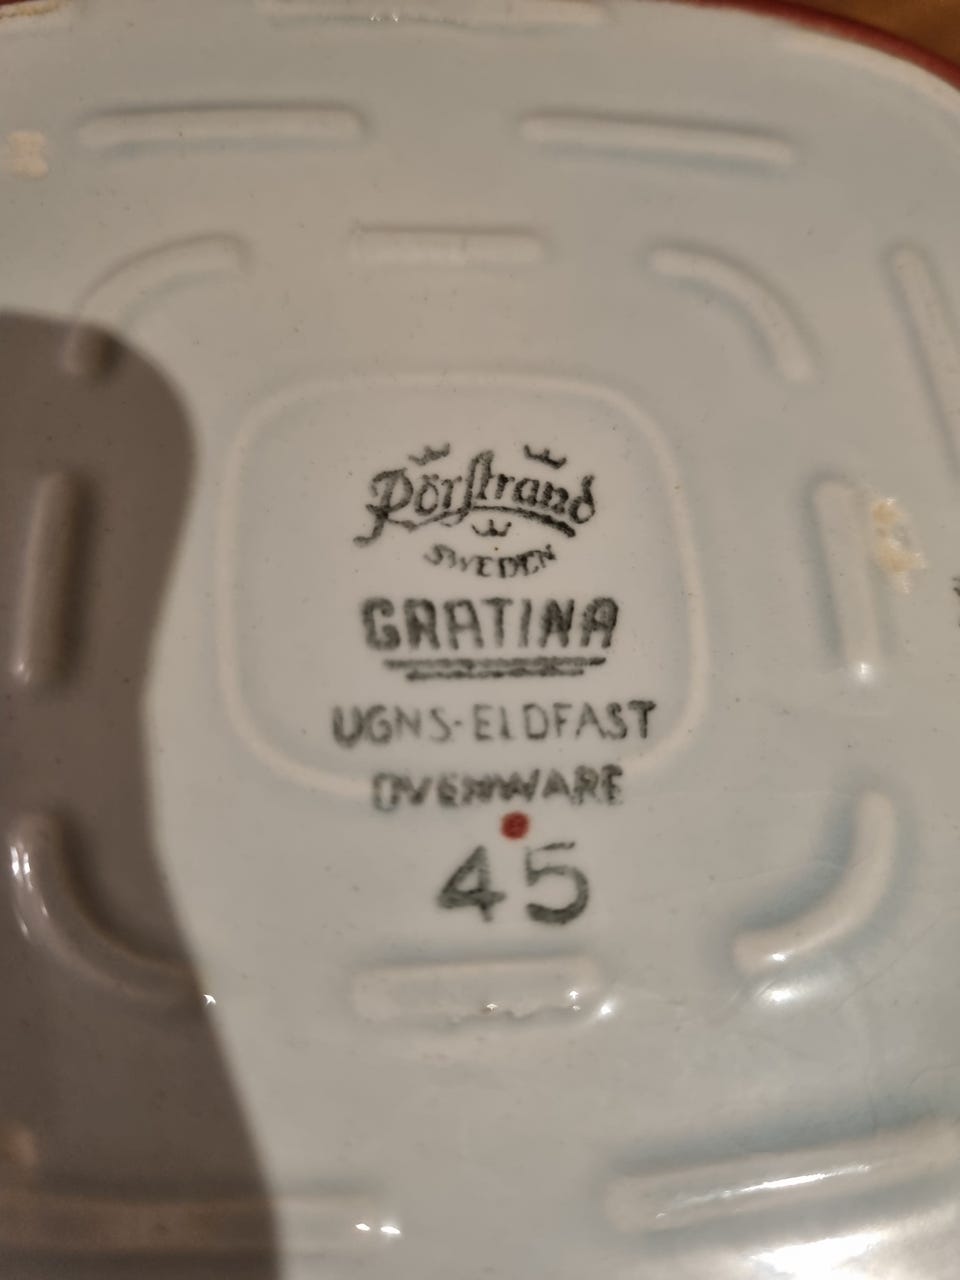 Rörstrand
SWEDEN
GRATINA
UGNS-ELDFAST
OVENWARE
45